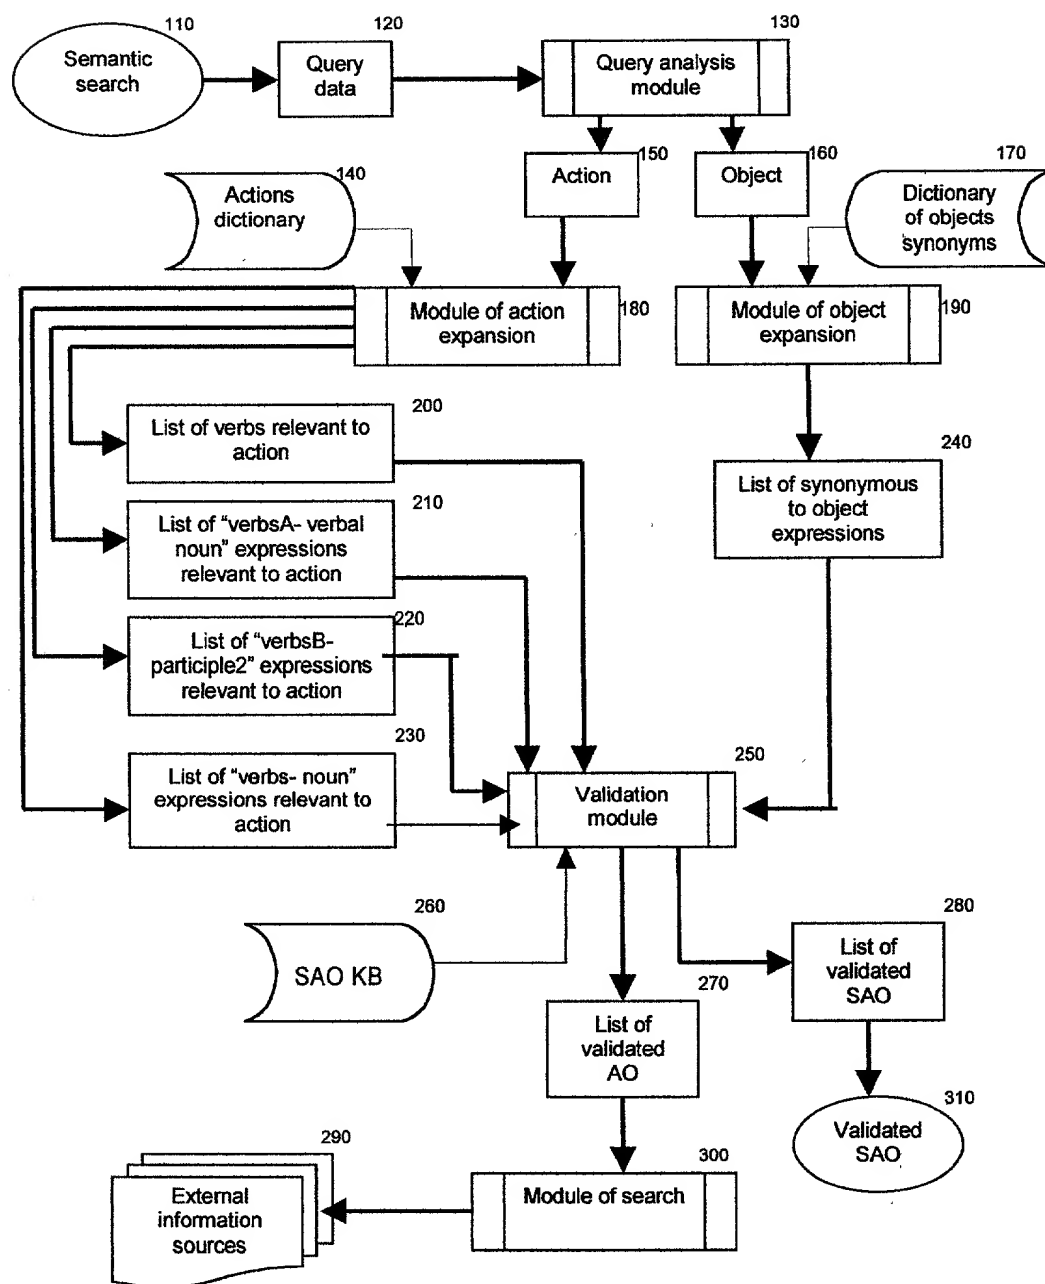 110
120
130
Semantic
search
Query
data
Query analysis
module
140
150
160
170
Actions
dictionary
Action
Object
Dictionary
of objects
synonyms
Module of action
expansion
180
Module of object
expansion
190
200
List of verbs relevant to
action
240
List of synonymous
to object
expressions
210
List of “verbsA- verbal
noun” expressions
relevant to action
220
List of “verbsB-
participle2” expressions
relevant to action
230
List of “verbs- noun”
expressions relevant to
action
250
Validation
module
260
SAO KB
270
List of
validated
AO
280
List of
validated
SAO
310
Validated
SAO
290
External
information
sources
300
Module of search